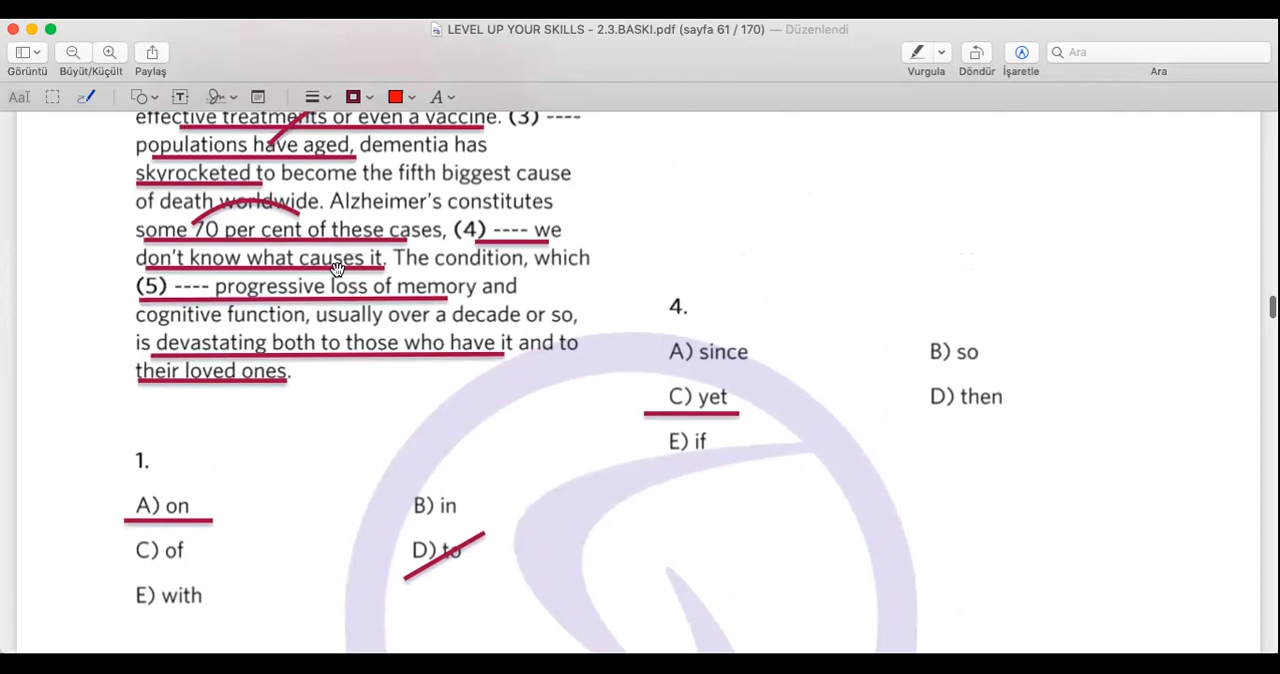 LEVEL UP YOUR SKILLS - 2.3.BASKI.pdf (sayfa 61 / 170) — Düzenlendi
Görüntü
Büyüt/Küçült
Paylaş
Vurgula
Döndür
İşaretle
Ara
Ara
AaI
T
A
effective treatments or even a vaccine. (3) ----
populations have aged, dementia has
skyrocketed to become the fifth biggest cause
of death worldwide. Alzheimer's constitutes
some 70 per cent of these cases, (4) ---- we
don't know what causes it. The condition, which
(5) ---- progressive loss of memory and
cognitive function, usually over a decade or so,
is devastating both to those who have it and to
their loved ones.
1.
A) on
B) in
C) of
D) to
E) with
4.
A) since
B) so
C) yet
D) then
E) if